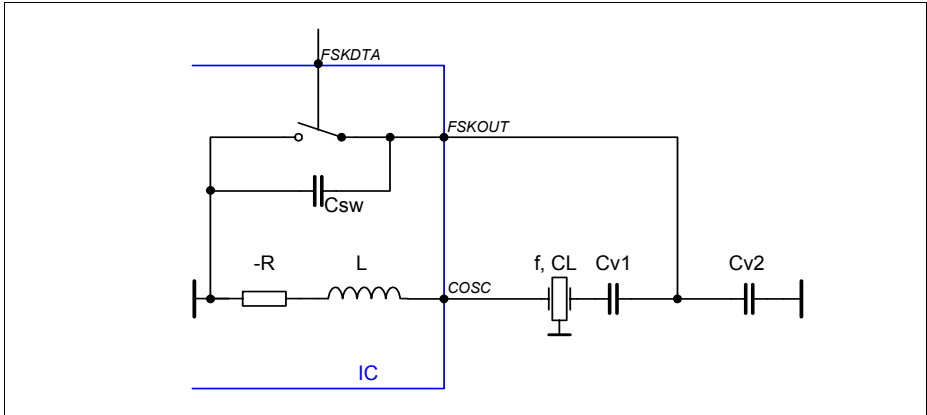 FSKDTA
FSKOUT
Csw
-R L f, CL Cv1 Cv2
COSC
IC